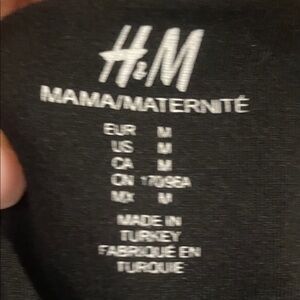 H&M
MAMA/MATERNITÉ
EUR M
US M
CA M
CN 170/96A
MX M
MADE IN
TURKEY
FABRIQUÉ EN
TURQUIE